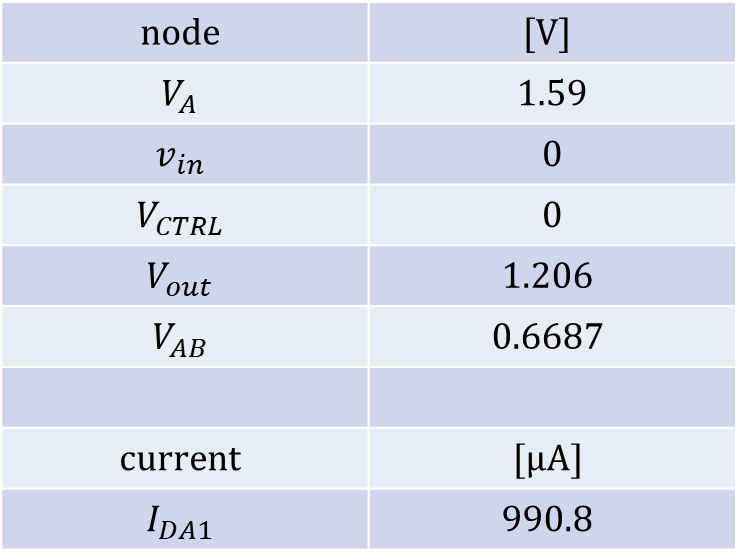 node [V]
V_A 1.59
v_in 0
V_CTRL 0
V_out 1.206
V_AB 0.6687
current [μA]
I_DA1 990.8